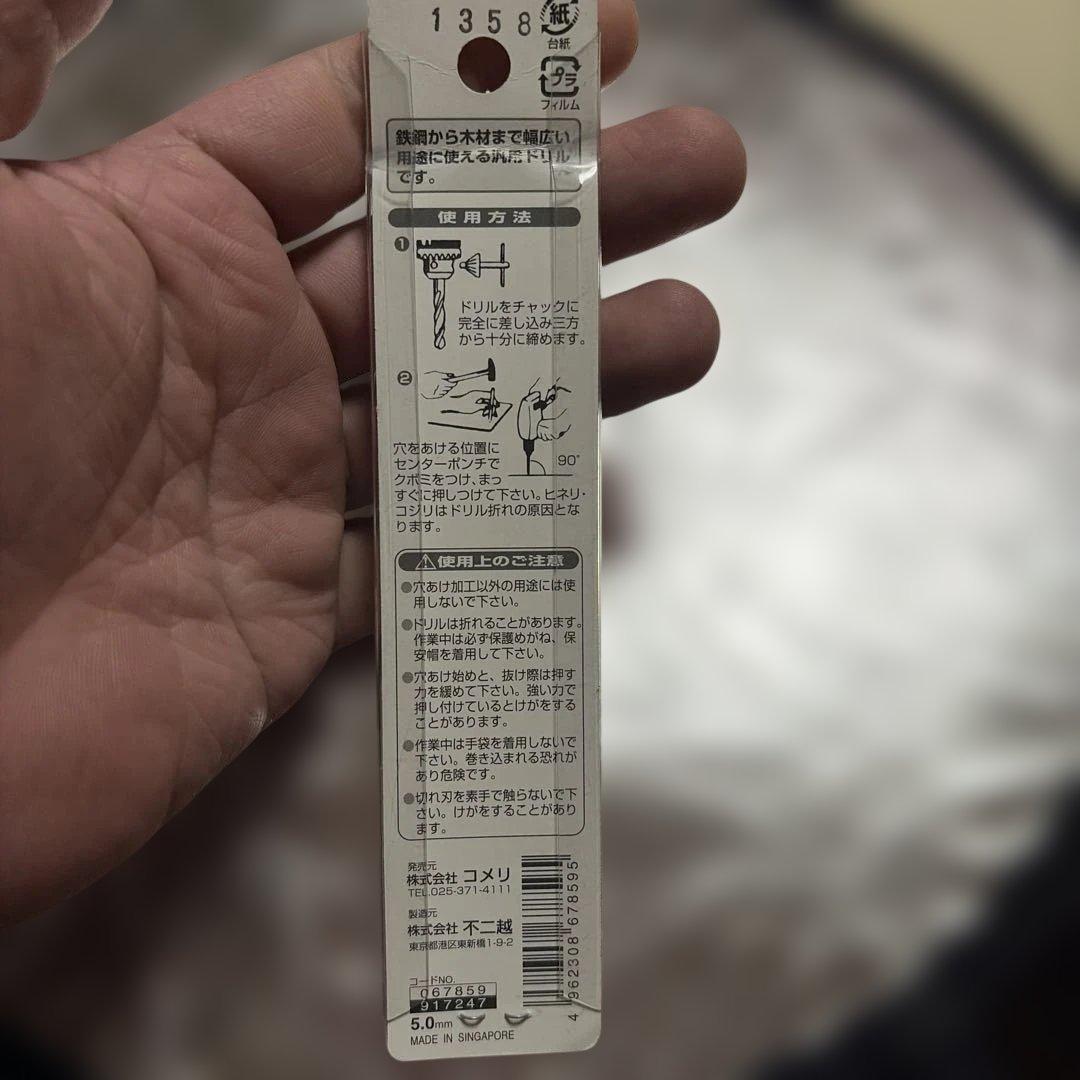 1358
紙
台紙
プラ
フィルム
鉄鋼から木材まで幅広い
用途に使える汎用ドリル
です。
使用方法
1
ドリルをチャックに
完全に差し込み三方
から十分に締めます。
2
90°
穴をあける位置に
センターポンチで
クボミをつけ、まっ
すぐに押しつけて下さい。ヒネリ・
コジリはドリル折れの原因とな
ります。
使用上のご注意
●穴あけ加工以外の用途には使
用しないで下さい。
●ドリルは折れることがあります。
作業中は必ず保護めがね、保
安帽を着用して下さい。
●穴あけ始めと、抜け際は押す
力を緩めて下さい。強い力で
押し付けているとけがをする
ことがあります。
●作業中は手袋を着用しないで
下さい。巻き込まれる恐れが
あり危険です。
●切れ刃を素手で触らないで下
さい。けがをすることがあり
ます。
発売元
株式会社 コメリ
TEL.025-371-4111
製造元
株式会社 不二越
東京都港区東新橋1-9-2
コードNO.
067859
917247
5.0mm
MADE IN SINGAPORE
4 962308 678595